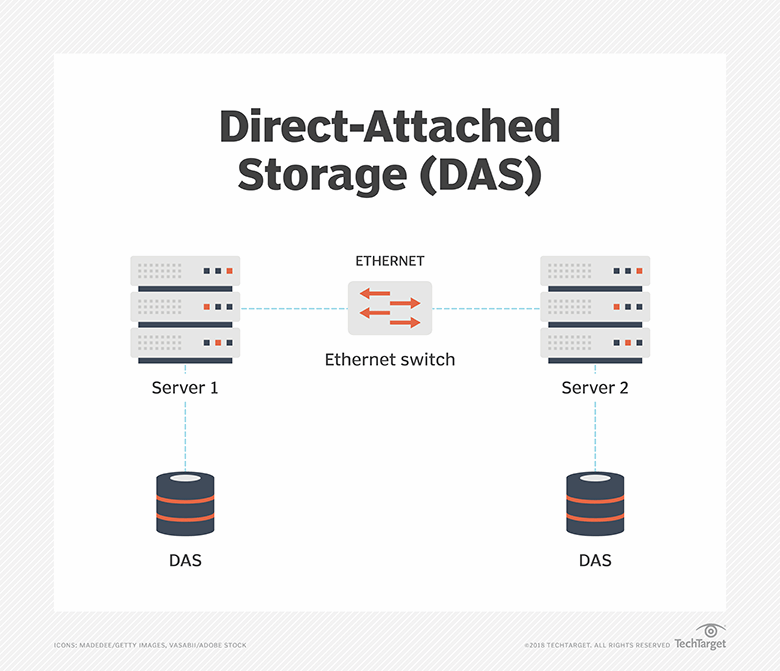 Direct-Attached
Storage (DAS)
ETHERNET
Ethernet switch
Server 1
Server 2
DAS
DAS
ICONS: MADEDEE/GETTY IMAGES, VASABII/ADOBE STOCK
©2018 TECHTARGET. ALL RIGHTS RESERVED
TechTarget